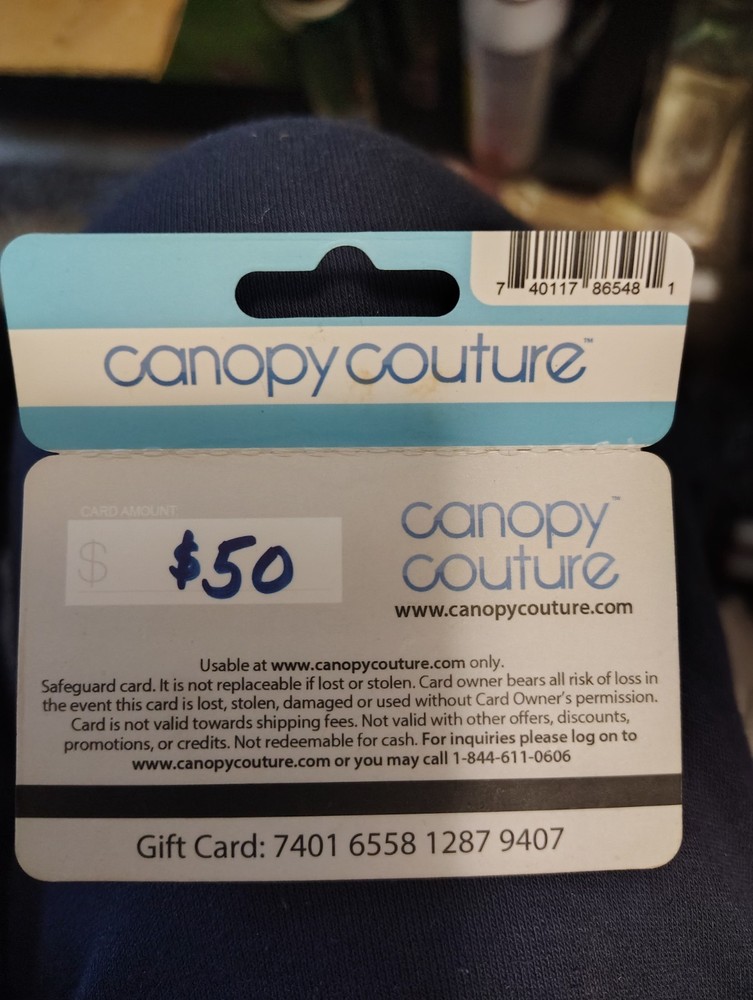 7 40117 86548 1
canopy couture™
CARD AMOUNT:
$ $50
canopy™
couture
www.canopycouture.com
Usable at www.canopycouture.com only.
Safeguard card. It is not replaceable if lost or stolen. Card owner bears all risk of loss in
the event this card is lost, stolen, damaged or used without Card Owner's permission.
Card is not valid towards shipping fees. Not valid with other offers, discounts,
promotions, or credits. Not redeemable for cash. For inquiries please log on to
www.canopycouture.com or you may call 1-844-611-0606
Gift Card: 7401 6558 1287 9407